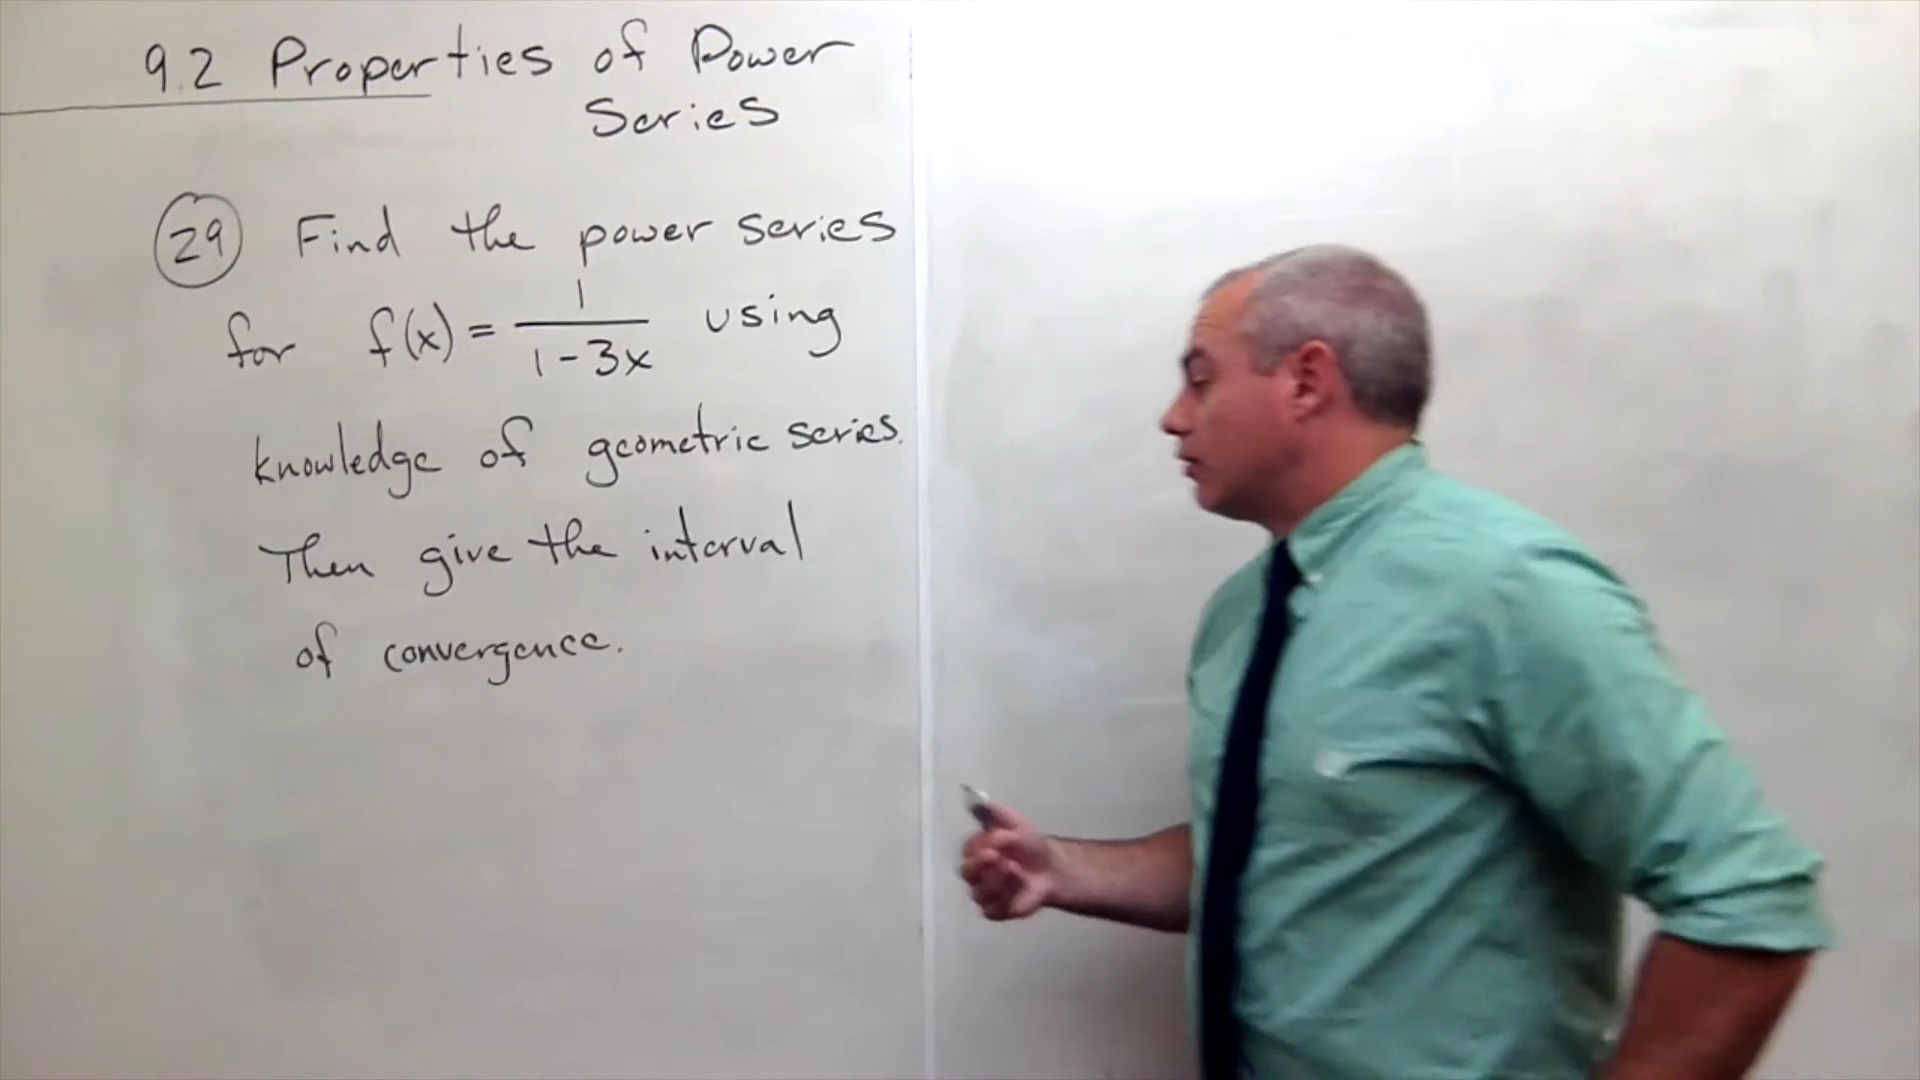 9.2 Properties of Power
Series
29 Find the power series
for f(x) = 1/(1-3x) using
knowledge of geometric series.
Then give the interval
of convergence.